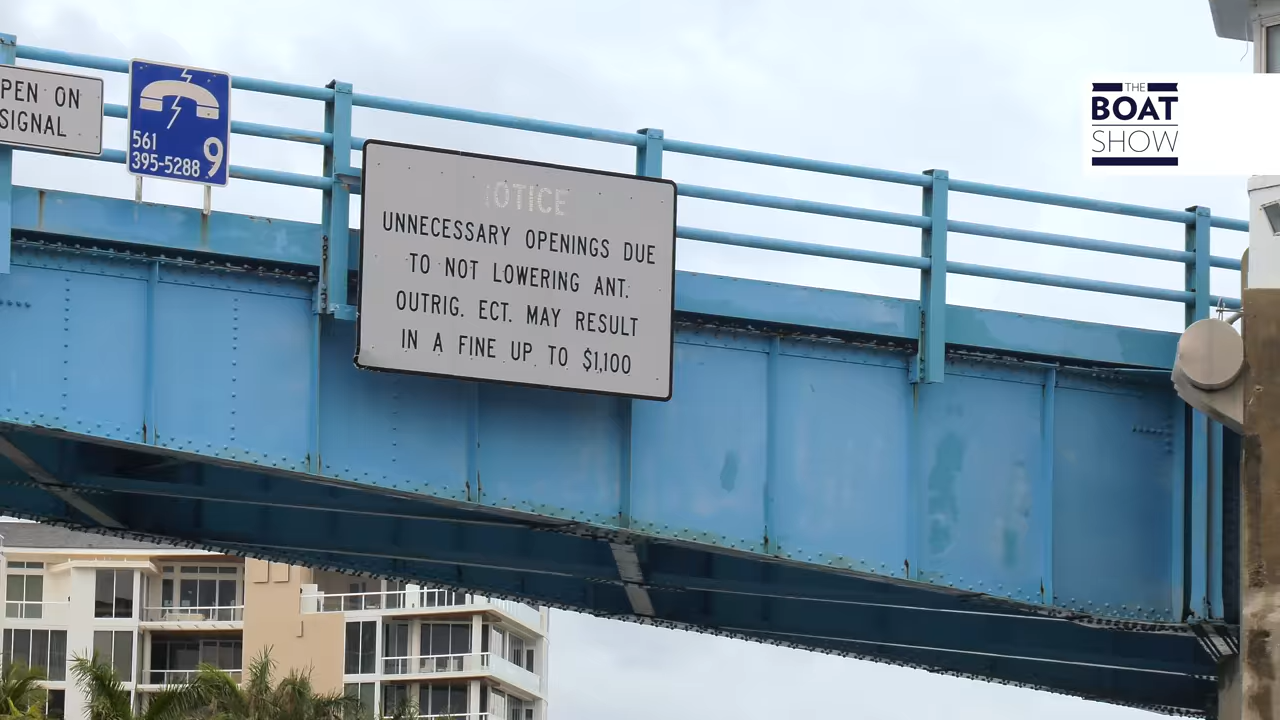 PEN ON
SIGNAL
561
395-5288
9
OTICE
UNNECESSARY OPENINGS DUE
TO NOT LOWERING ANT.
OUTRIG. ECT. MAY RESULT
IN A FINE UP TO $1,100
THE
BOAT
SHOW